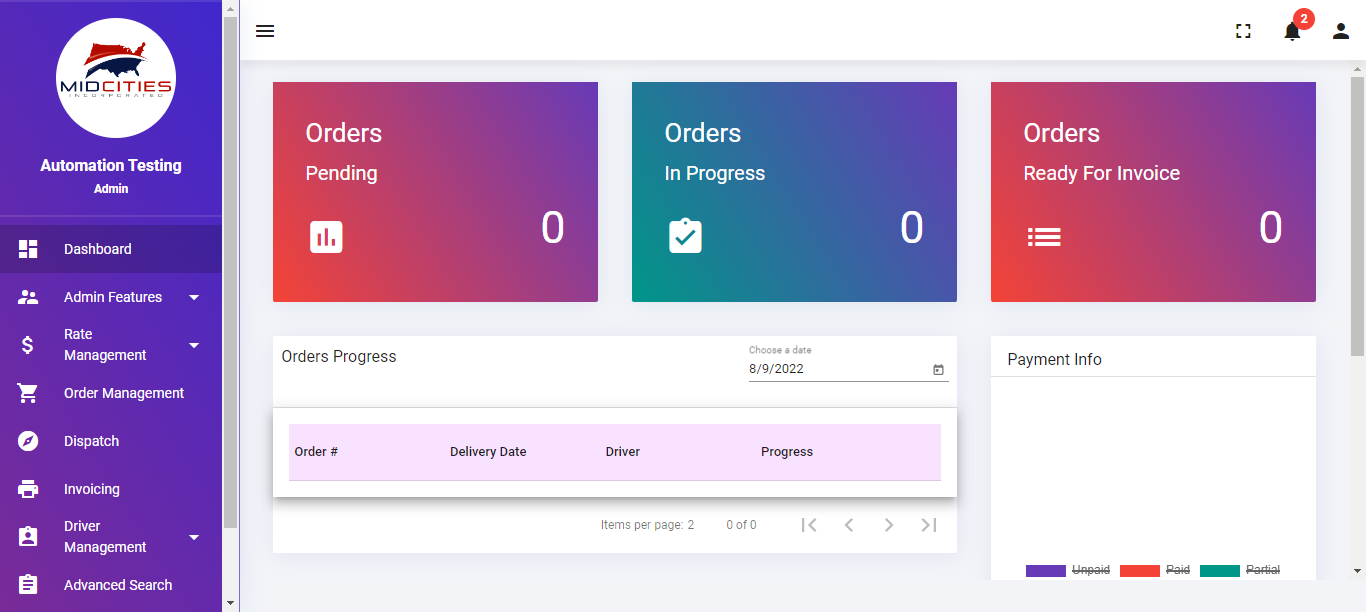 MIDCITIES
INCORPORATED
Automation Testing
Admin
Dashboard
Admin Features
Rate
Management
Order Management
Dispatch
Invoicing
Driver
Management
Advanced Search
2
Orders
Pending
0
Orders
In Progress
0
Orders
Ready For Invoice
0
Orders Progress
Choose a date
8/9/2022
Order # Delivery Date Driver Progress
Items per page: 2 0 of 0
Payment Info
Unpaid Paid Partial